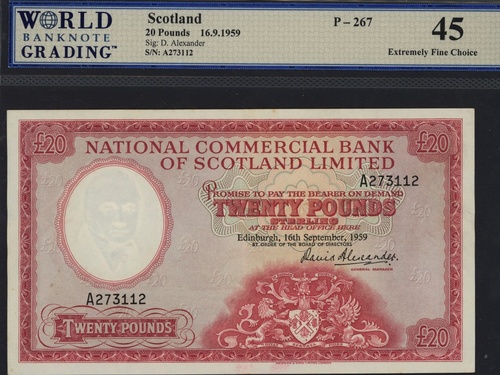 WORLD
BANKNOTE
GRADING™
Scotland
20 Pounds 16.9.1959
Sig: D. Alexander
S/N: A273112
P – 267
45
Extremely Fine Choice
£20 £20
NATIONAL COMMERCIAL BANK
OF SCOTLAND LIMITED
A273112
PROMISE TO PAY THE BEARER ON DEMAND
TWENTY POUNDS
STERLING
AT THE HEAD OFFICE HERE
Edinburgh, 16th September, 1959
BY ORDER OF THE BOARD OF DIRECTORS
David Alexander.
GENERAL MANAGER
A273112
TWENTY POUNDS
£20